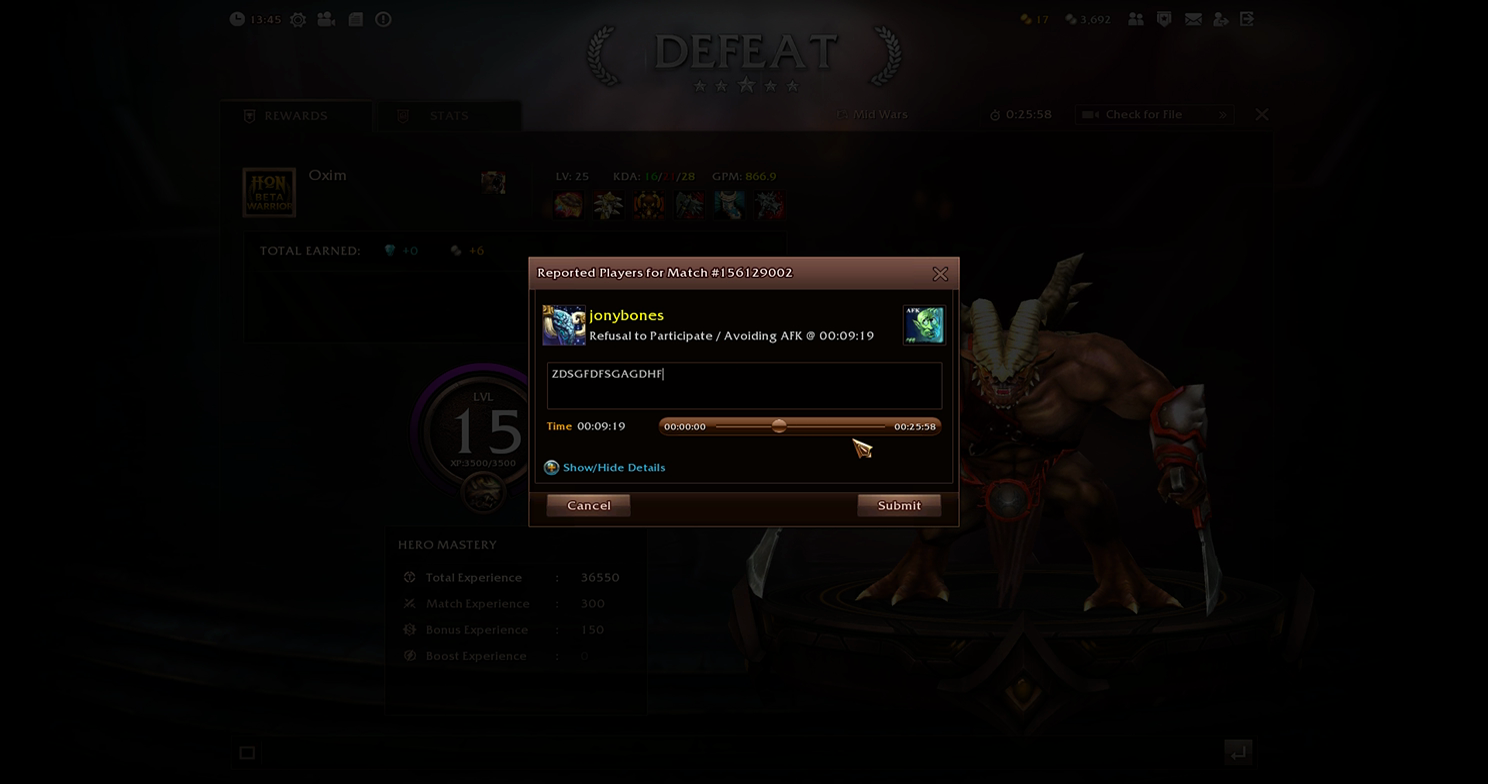 13:45
17
3,692
DEFEAT
REWARDS
STATS
Mid Wars
0:25:58
Check for File
HON
BETA
WARRIOR
Oxim
LV: 25 KDA: 16/ /28 GPM: 866.9
TOTAL EARNED: +0 +6
Reported Players for Match #156129002
jonybones
Refusal to Participate / Avoiding AFK @ 00:09:19
AFK
ZDSGFDFSGAGDHF
Time 00:09:19
00:00:00
00:25:58
Show/Hide Details
Cancel
Submit
LVL
15
XP:3500/3500
HERO MASTERY
Total Experience : 36550
Match Experience : 300
Bonus Experience : 150
Boost Experience : 0